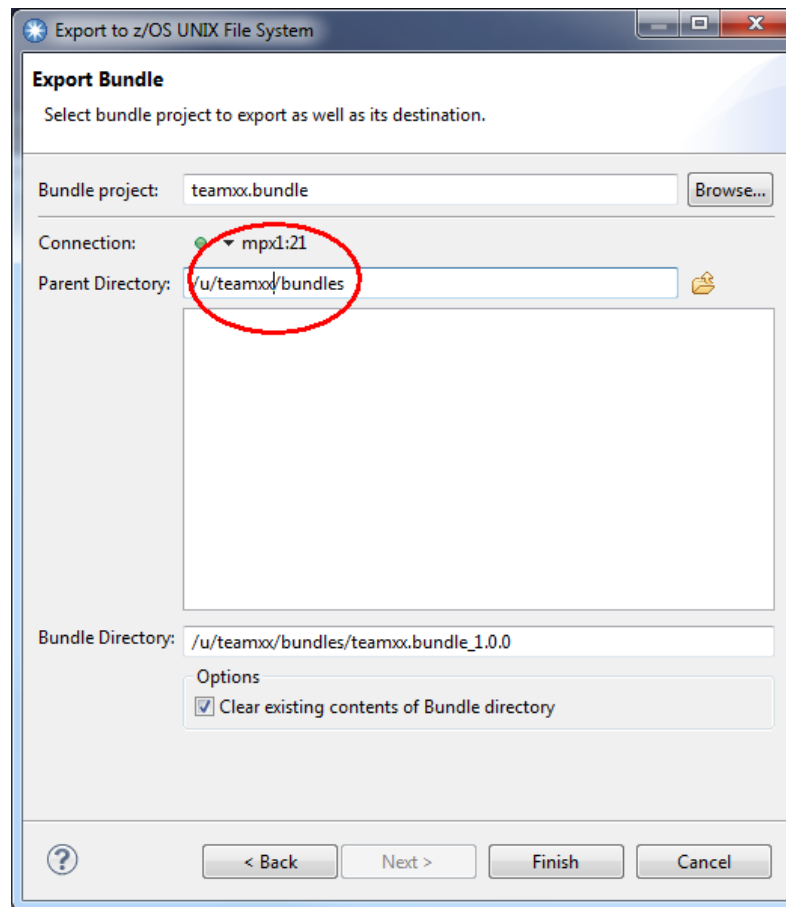 Export to z/OS UNIX File System
Export Bundle
Select bundle project to export as well as its destination.
Bundle project: teamxx.bundle Browse...
Connection: mpx1:21
Parent Directory: /u/teamxx/bundles
Bundle Directory: /u/teamxx/bundles/teamxx.bundle_1.0.0
Options
Clear existing contents of Bundle directory
? < Back Next > Finish Cancel